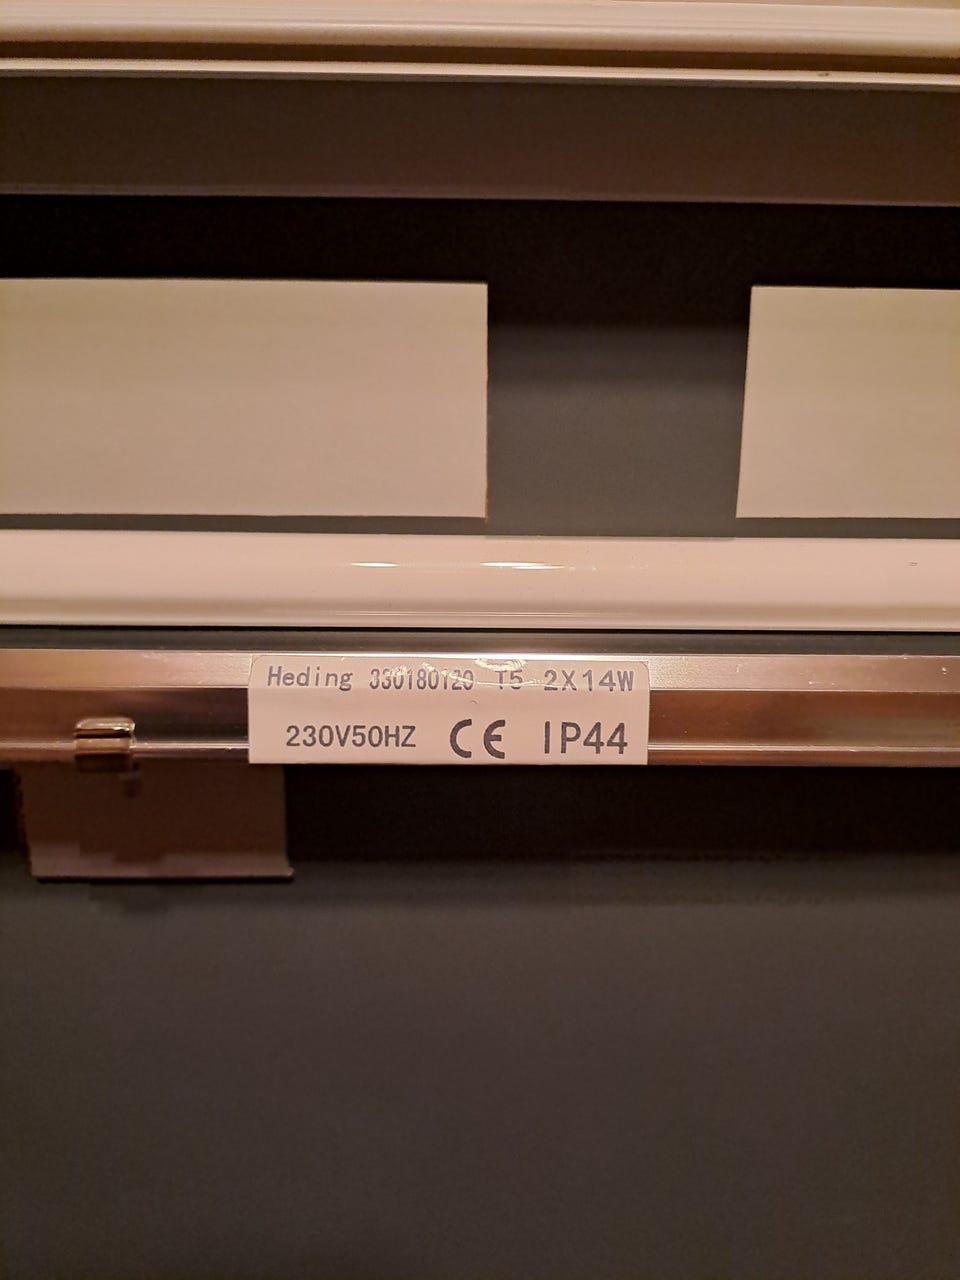 Heding 330180120 T5 2X14W
230V50HZ CE IP44